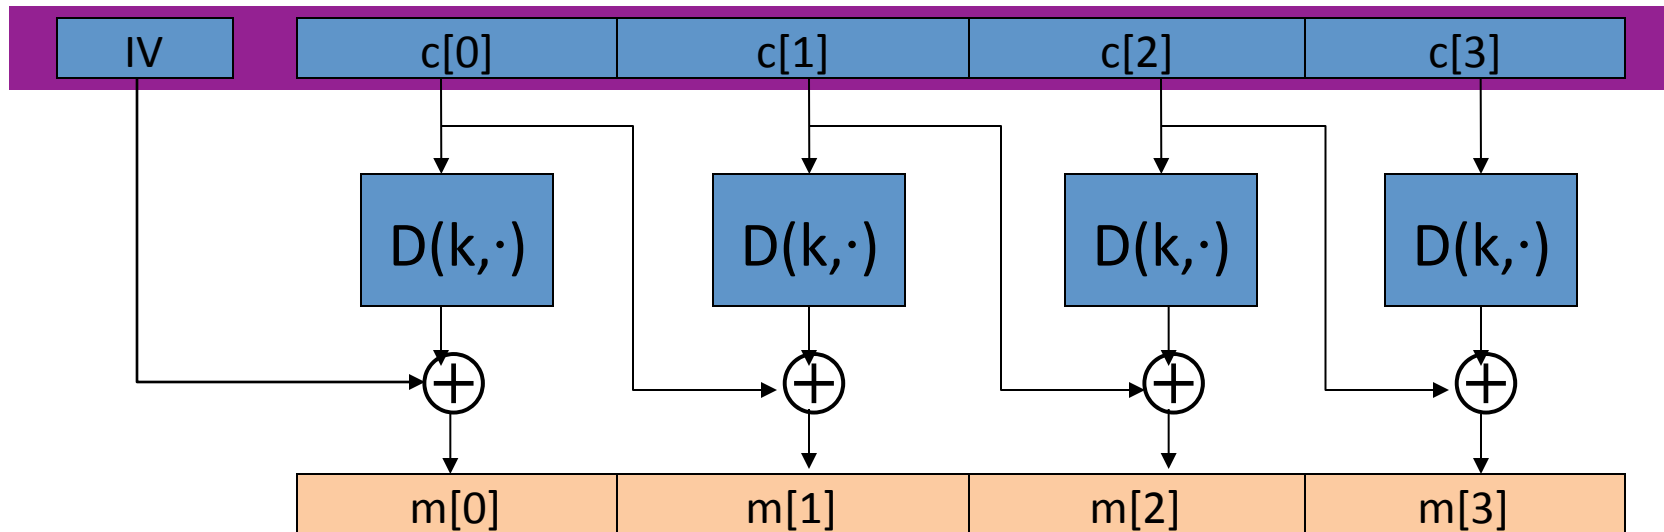 IV c[0] c[1] c[2] c[3]
D(k,·) D(k,·) D(k,·) D(k,·)
m[0] m[1] m[2] m[3]